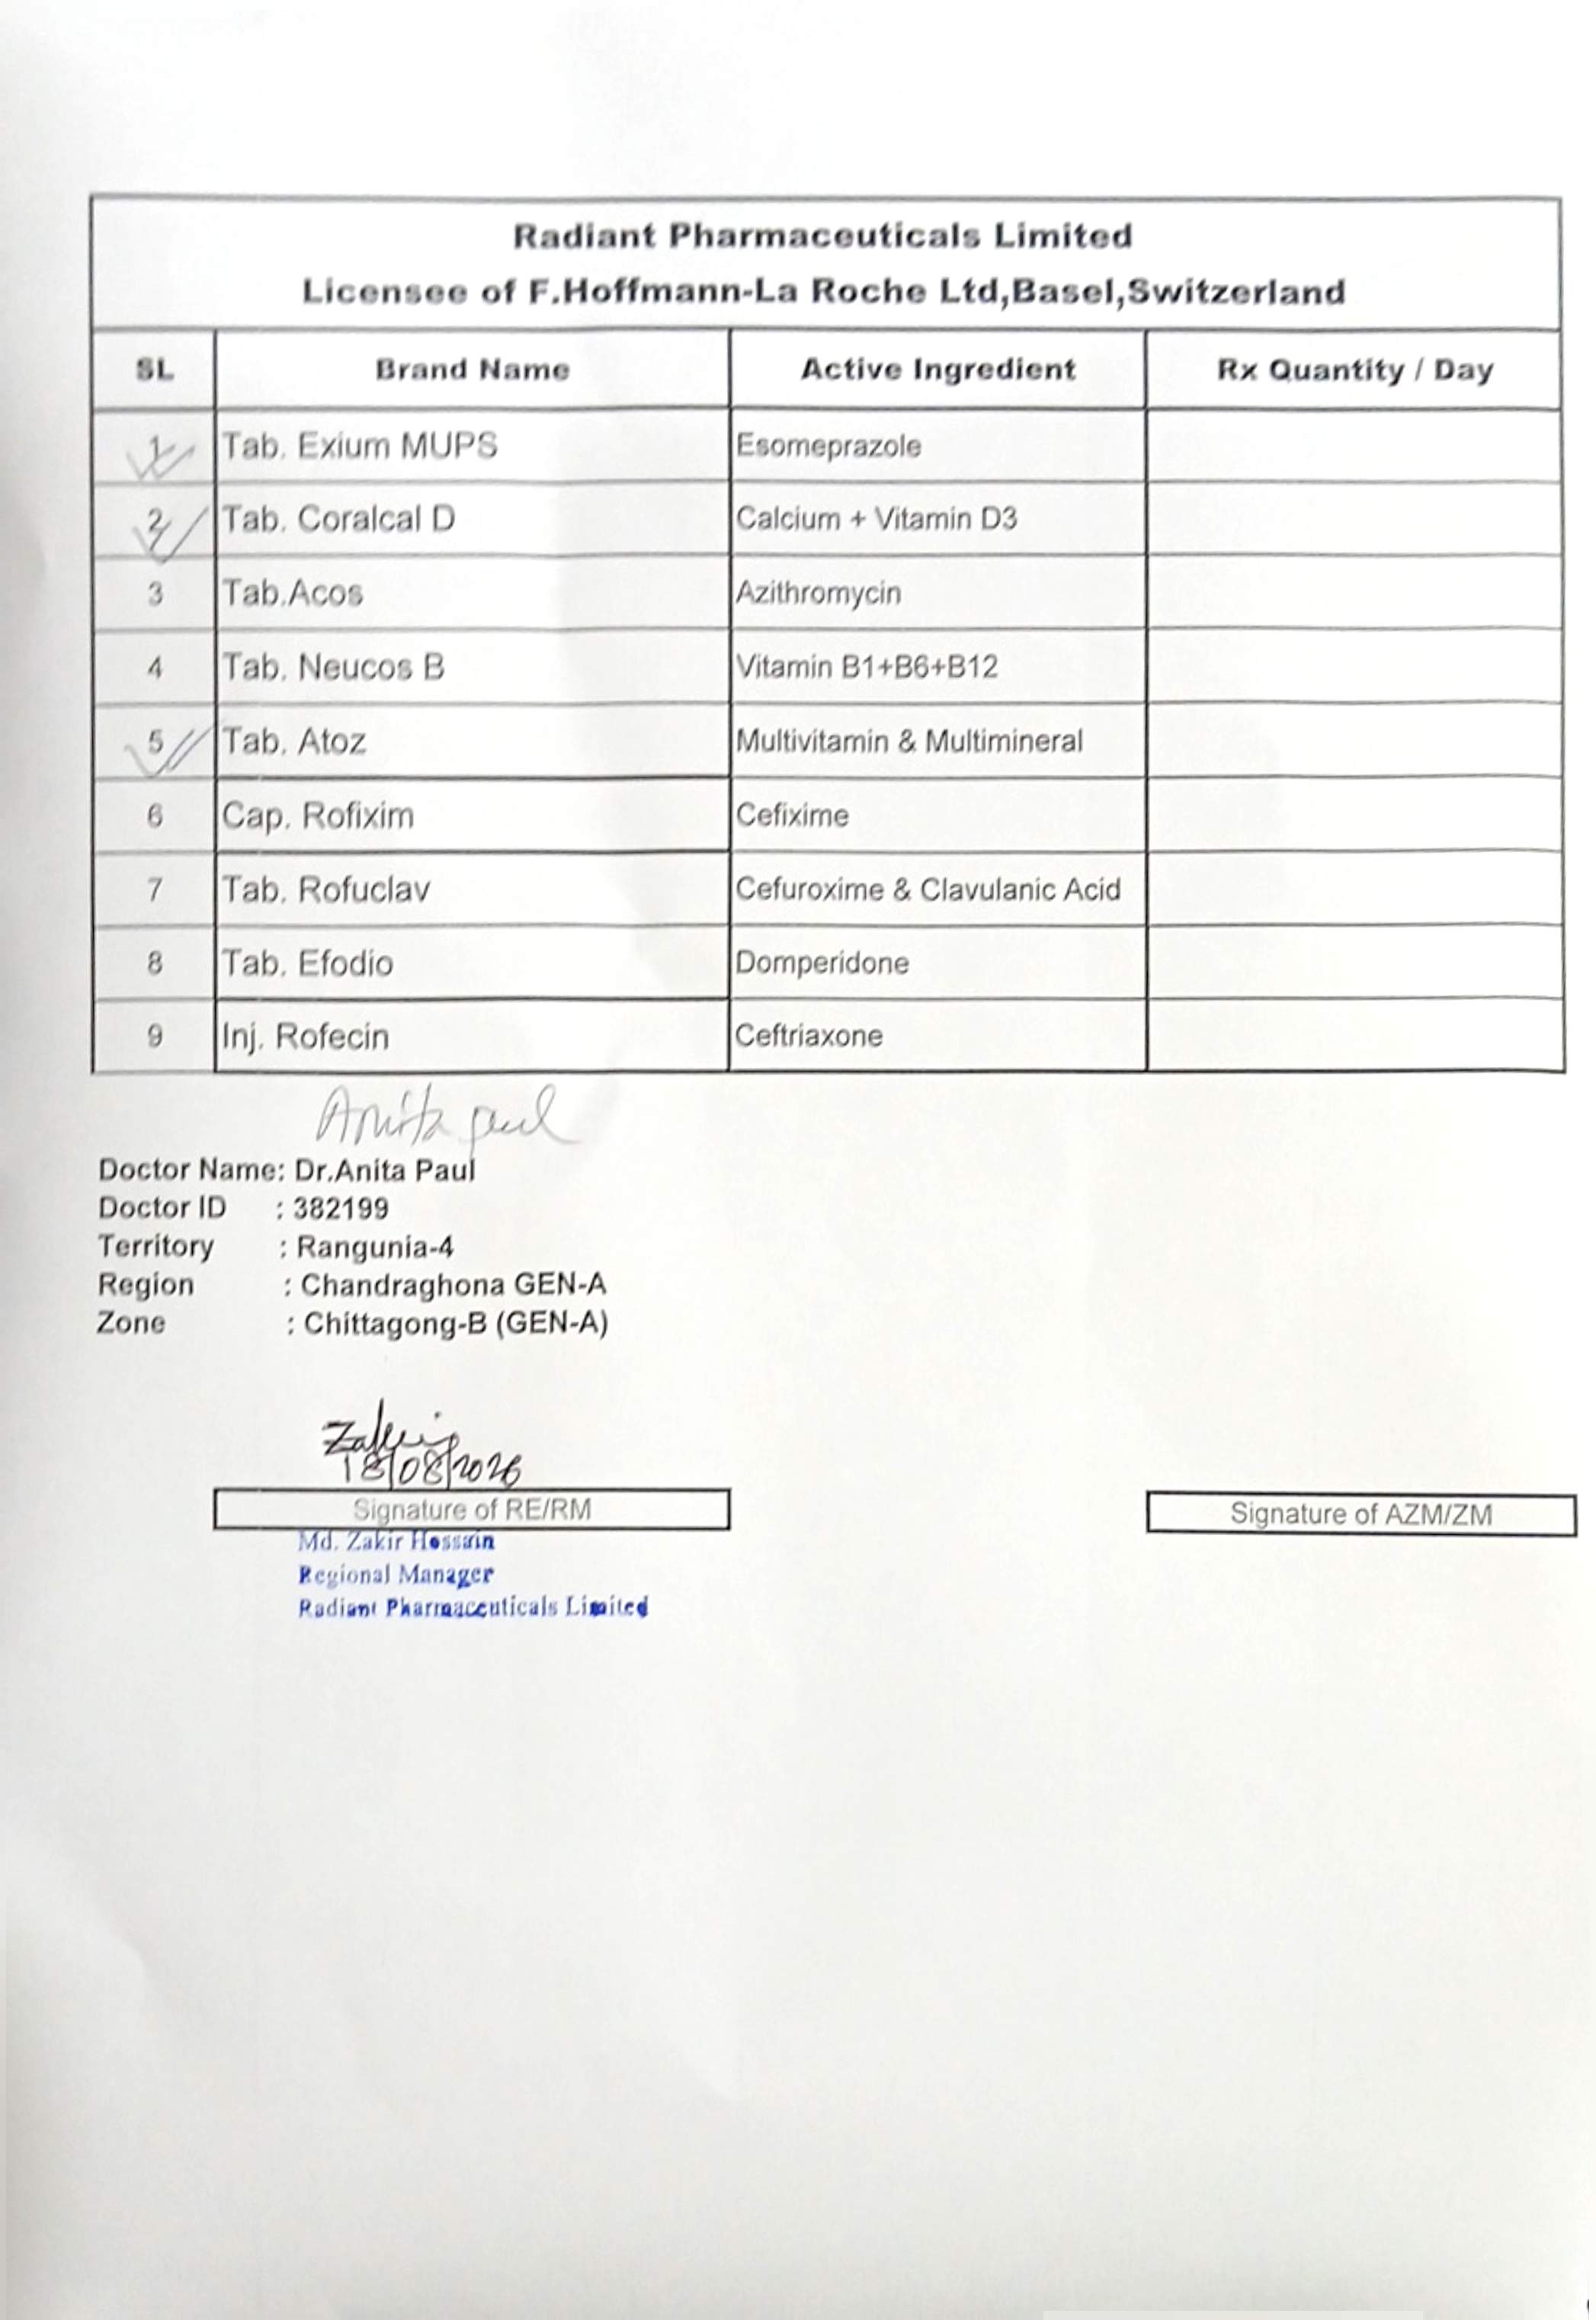 Radiant Pharmaceuticals Limited
Licensee of F.Hoffmann-La Roche Ltd,Basel,Switzerland
SL Brand Name Active Ingredient Rx Quantity / Day
1 Tab. Exium MUPS Esomeprazole
2 Tab. Coralcal D Calcium + Vitamin D3
3 Tab.Acos Azithromycin
4 Tab. Neucos B Vitamin B1+B6+B12
5 Tab. Atoz Multivitamin & Multimineral
6 Cap. Rofixim Cefixime
7 Tab. Rofuclav Cefuroxime & Clavulanic Acid
8 Tab. Efodio Domperidone
9 Inj. Rofecin Ceftriaxone
Anita paul
Doctor Name: Dr.Anita Paul
Doctor ID : 382199
Territory : Rangunia-4
Region : Chandraghona GEN-A
Zone : Chittagong-B (GEN-A)
Zakir
18/08/2026
Signature of RE/RM Signature of AZM/ZM
Md. Zakir Hossain
Regional Manager
Radiant Pharmaceuticals Limited